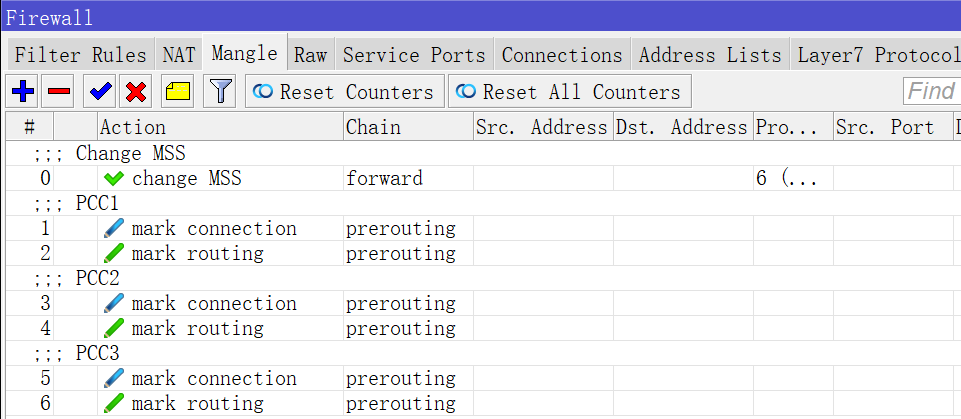 Firewall
Filter Rules NAT Mangle Raw Service Ports Connections Address Lists Layer7 Protocol
Reset Counters Reset All Counters Find
# Action Chain Src. Address Dst. Address Pro... Src. Port
;;; Change MSS
0 change MSS forward 6 (...
;;; PCC1
1 mark connection prerouting
2 mark routing prerouting
;;; PCC2
3 mark connection prerouting
4 mark routing prerouting
;;; PCC3
5 mark connection prerouting
6 mark routing prerouting